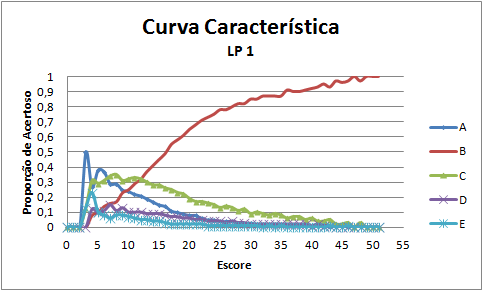 Curva Característica
LP 1
Proporção de Acertoso
1
0,9
0,8
0,7
0,6
0,5
0,4
0,3
0,2
0,1
0
0 5 10 15 20 25 30 35 40 45 50 55
Escore
A
B
C
D
E